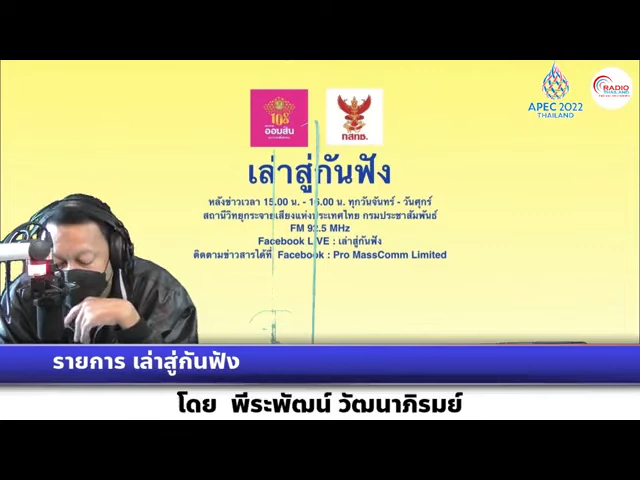 APEC 2022
THAILAND
RADIO
THAILAND
108
ออมสิน
กสทช.
เล่าสู่กันฟัง
หลังข่าวเวลา 15.00 น. - 16.00 น. ทุกวันจันทร์ - วันศุกร์
สถานีวิทยุกระจายเสียงแห่งประเทศไทย กรมประชาสัมพันธ์
FM 92.5 MHz
Facebook LIVE : เล่าสู่กันฟัง
ติดตามข่าวสารได้ที่ Facebook : Pro MassComm Limited
รายการ เล่าสู่กันฟัง
โดย พีระพัฒน์ วัฒนาภิรมย์